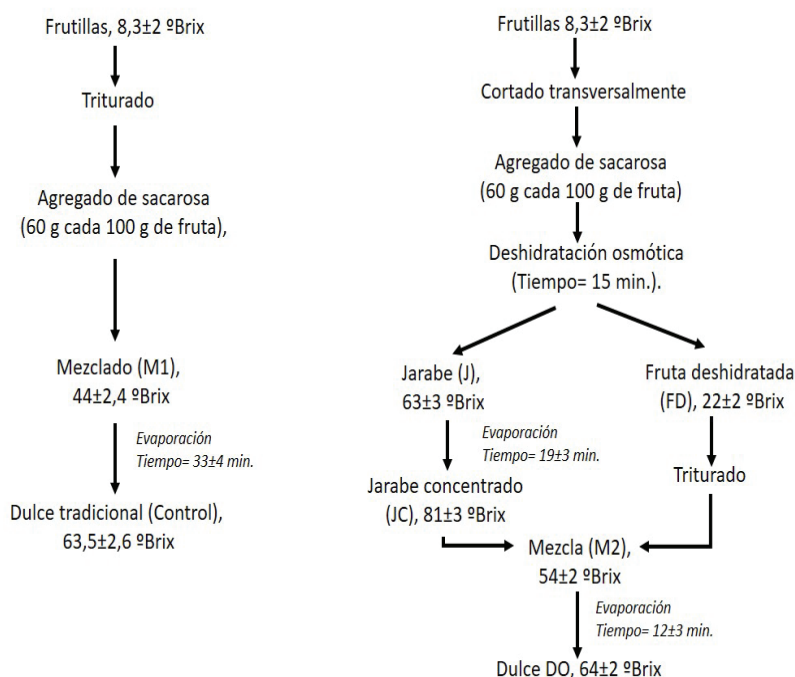 Frutillas, 8,3±2 ºBrix
Triturado
Agregado de sacarosa
(60 g cada 100 g de fruta),
Mezclado (M1),
44±2,4 ºBrix
Evaporación
Tiempo= 33±4 min.
Dulce tradicional (Control),
63,5±2,6 ºBrix
Frutillas 8,3±2 ºBrix
Cortado transversalmente
Agregado de sacarosa
(60 g cada 100 g de fruta)
Deshidratación osmótica
(Tiempo= 15 min.).
Jarabe (J),
63±3 ºBrix
Evaporación
Tiempo= 19±3 min.
Jarabe concentrado
(JC), 81±3 ºBrix
Fruta deshidratada
(FD), 22±2 ºBrix
Triturado
Mezcla (M2),
54±2 ºBrix
Evaporación
Tiempo= 12±3 min.
Dulce DO, 64±2 ºBrix